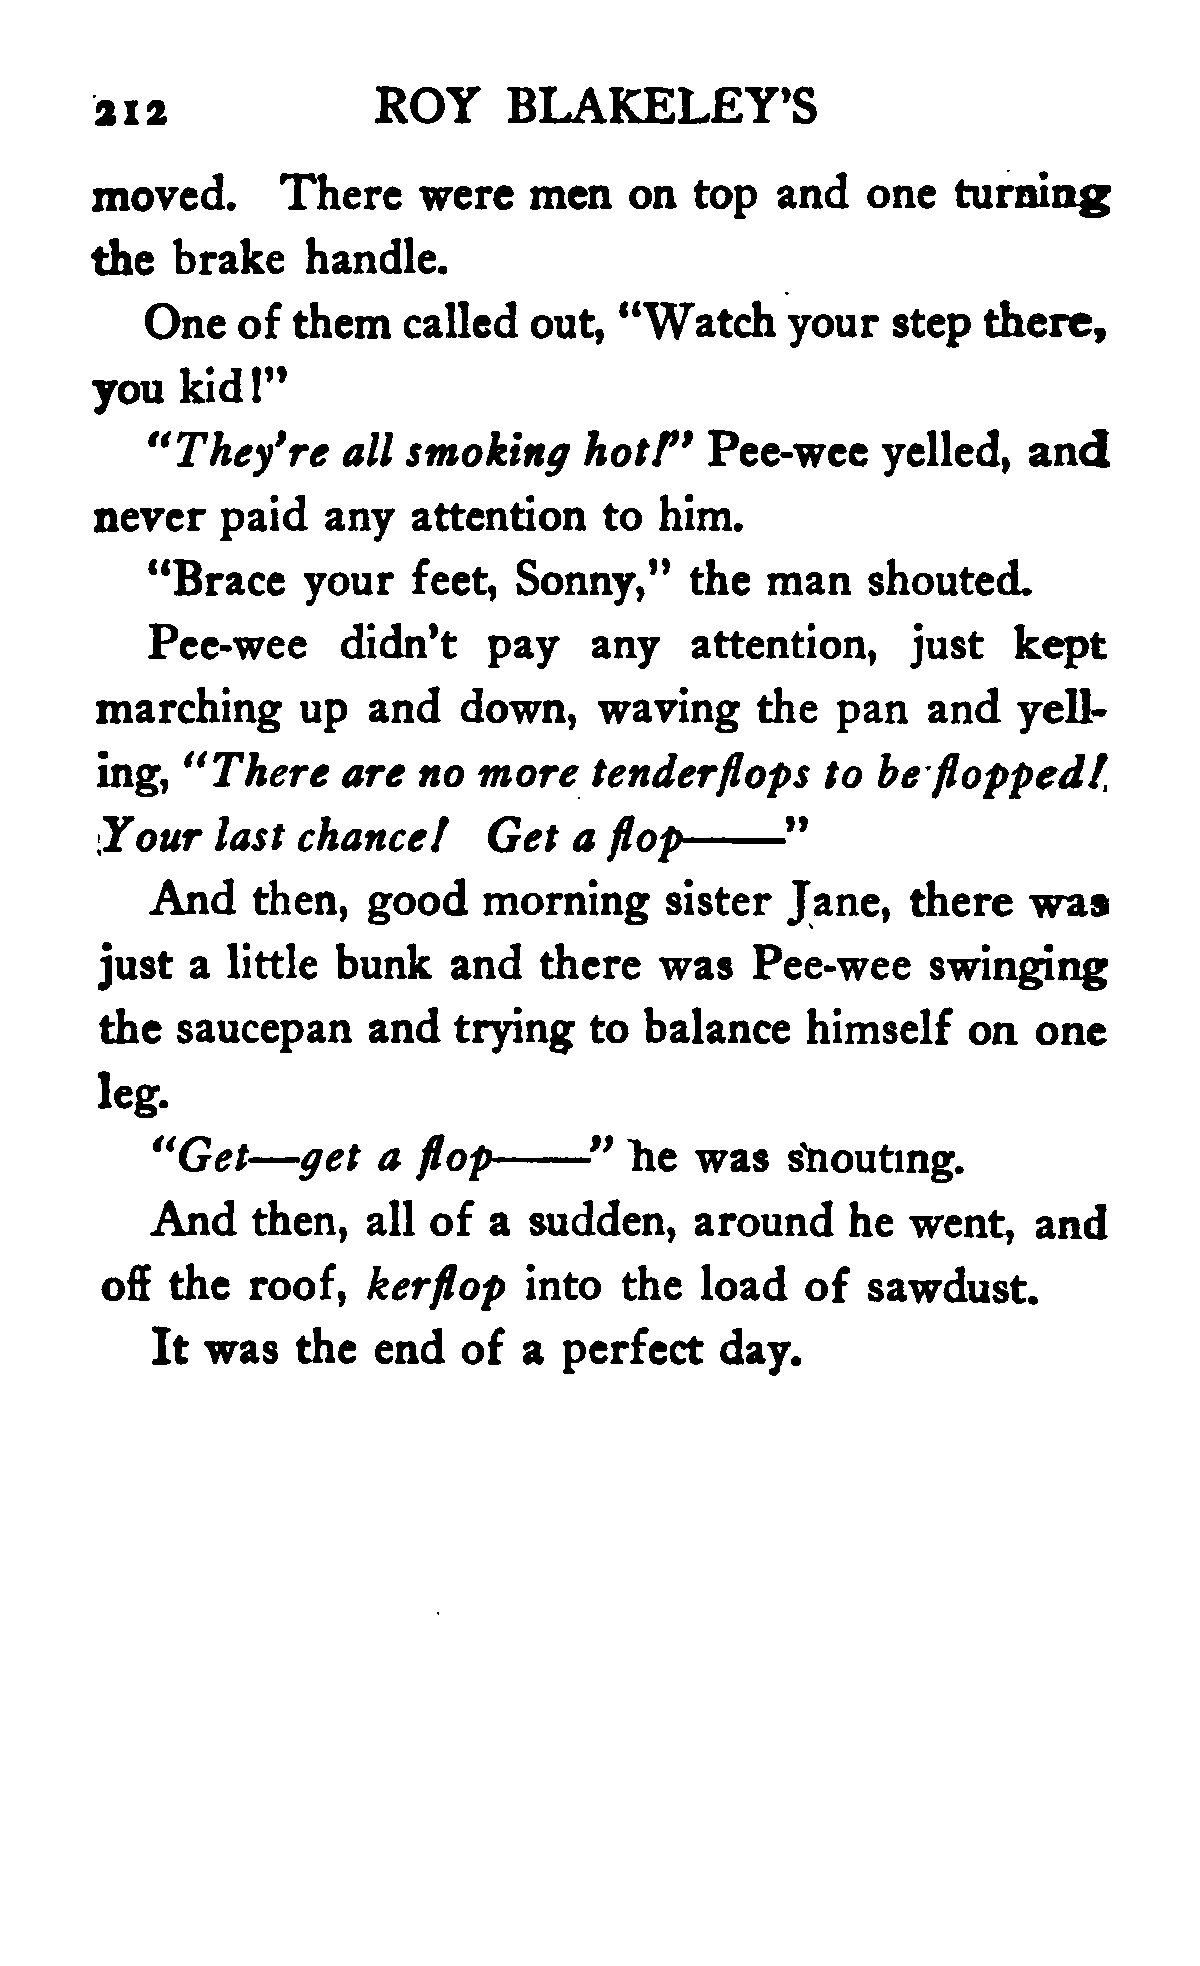 212 ROY BLAKELEY'S
moved. There were men on top and one turning
the brake handle.
One of them called out, "Watch your step there,
you kid!"
"They're all smoking hot!" Pee-wee yelled, and
never paid any attention to him.
"Brace your feet, Sonny," the man shouted.
Pee-wee didn't pay any attention, just kept
marching up and down, waving the pan and yell-
ing, "There are no more tenderflops to be flopped!
Your last chance! Get a flop——"
And then, good morning sister Jane, there was
just a little bunk and there was Pee-wee swinging
the saucepan and trying to balance himself on one
leg.
"Get—get a flop——" he was shouting.
And then, all of a sudden, around he went, and
off the roof, kerflop into the load of sawdust.
It was the end of a perfect day.